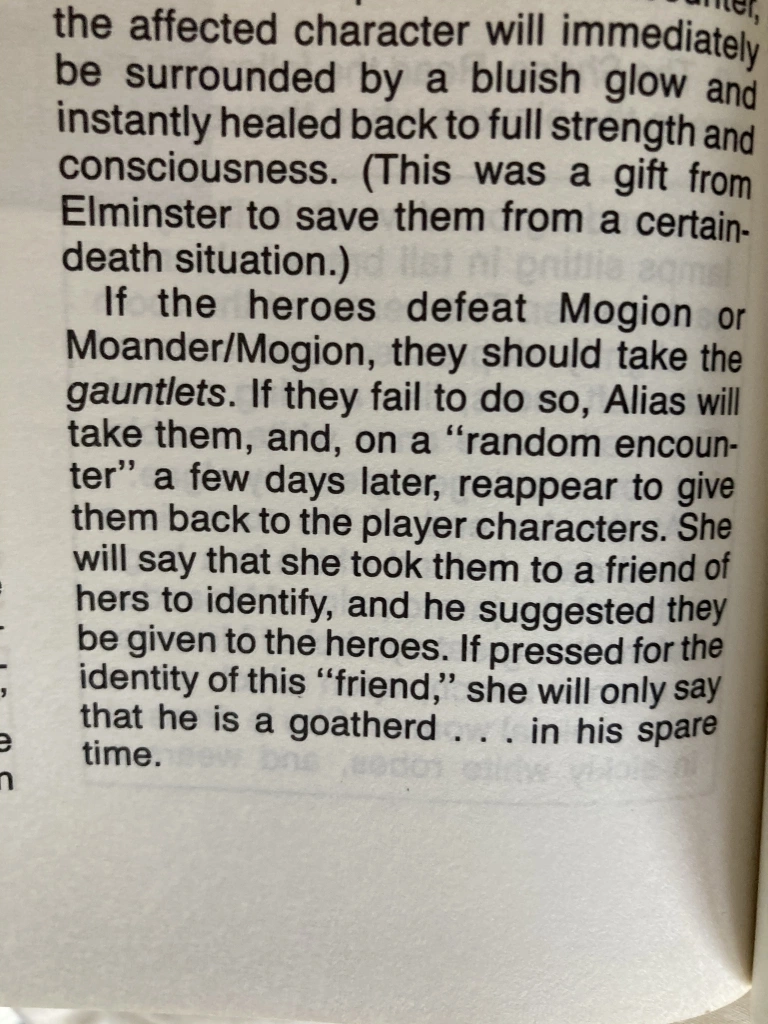 the affected character will immediately
be surrounded by a bluish glow and
instantly healed back to full strength and
consciousness. (This was a gift from
Elminster to save them from a certain-
death situation.)
If the heroes defeat Mogion or
Moander/Mogion, they should take the
gauntlets. If they fail to do so, Alias will
take them, and, on a “random encoun-
ter” a few days later, reappear to give
them back to the player characters. She
will say that she took them to a friend of
hers to identify, and he suggested they
be given to the heroes. If pressed for the
identity of this “friend,” she will only say
that he is a goatherd . . . in his spare
time.